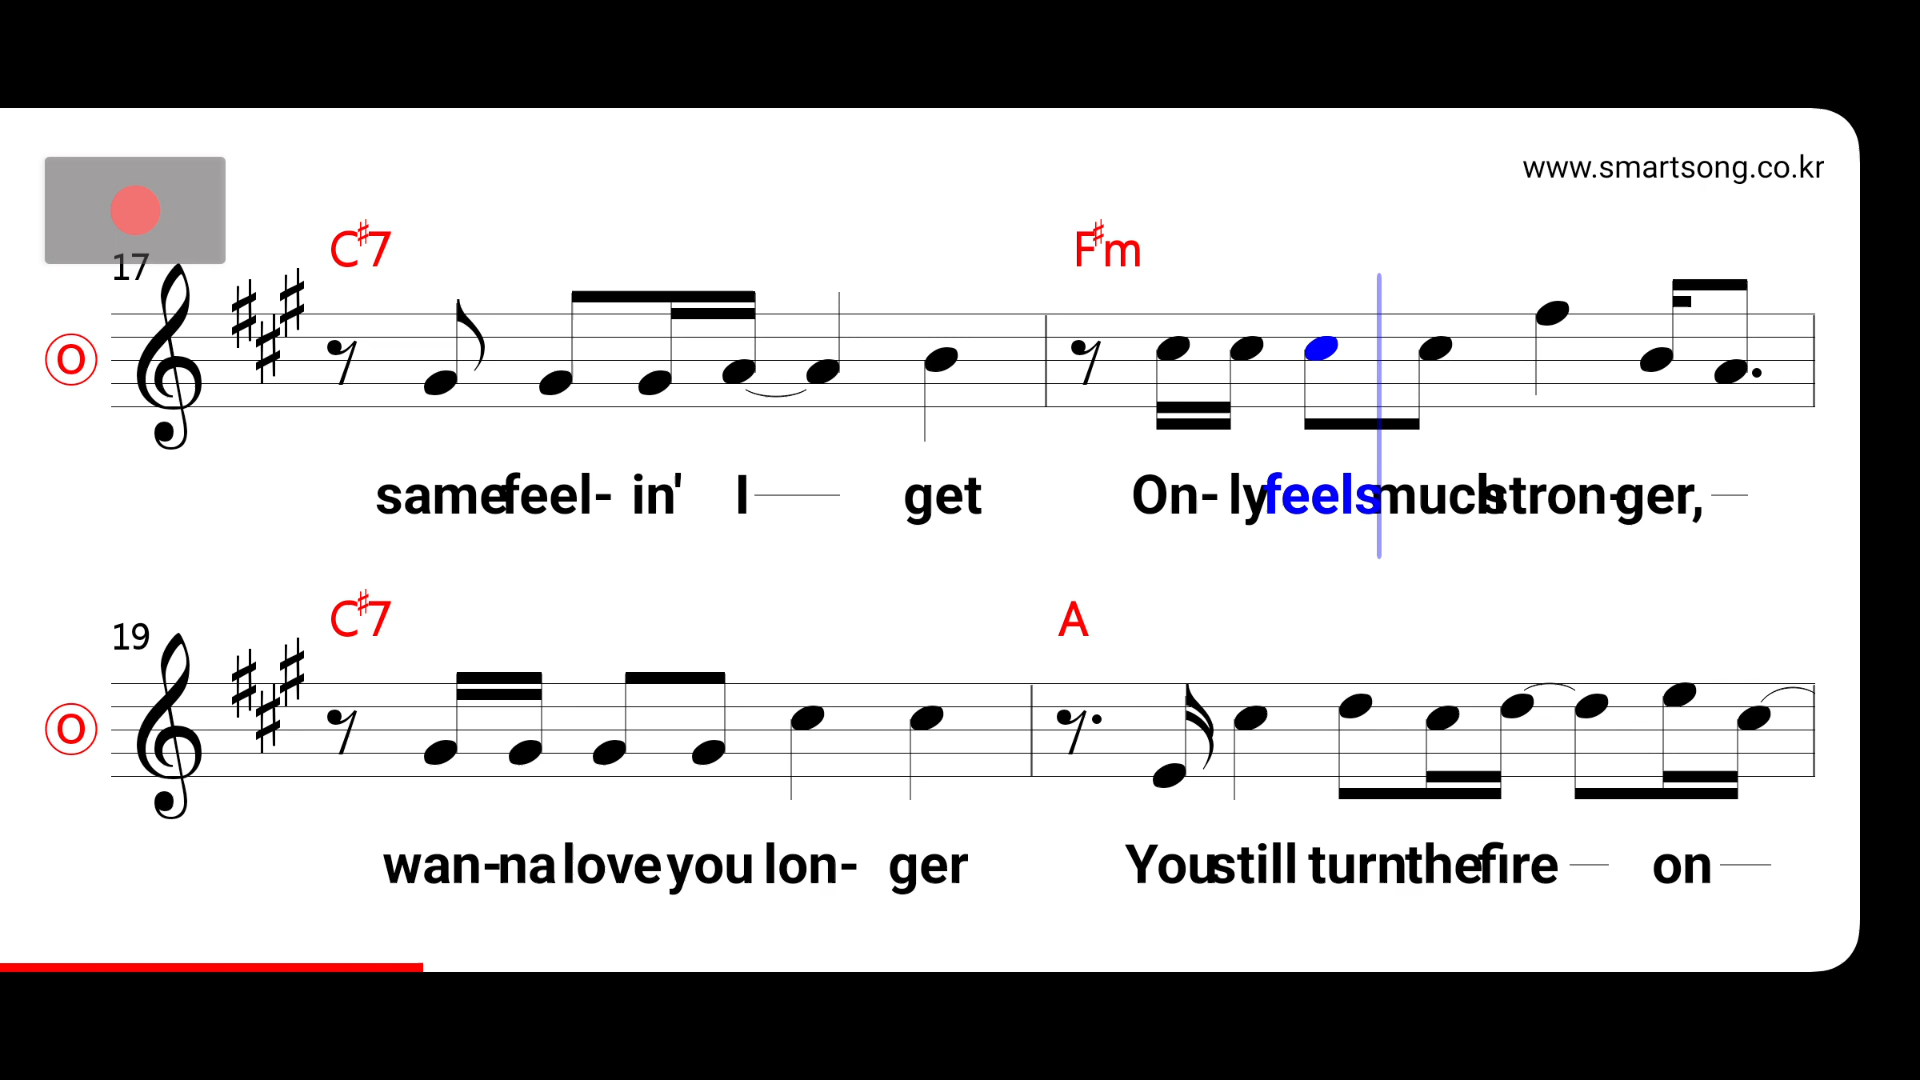 www.smartsong.co.kr
C♯7 F♯m
17
O
same feel- in' I get On- ly feels much stron- ger,
C♯7 A
19
O
wan- na love you lon- ger You still turn the fire on